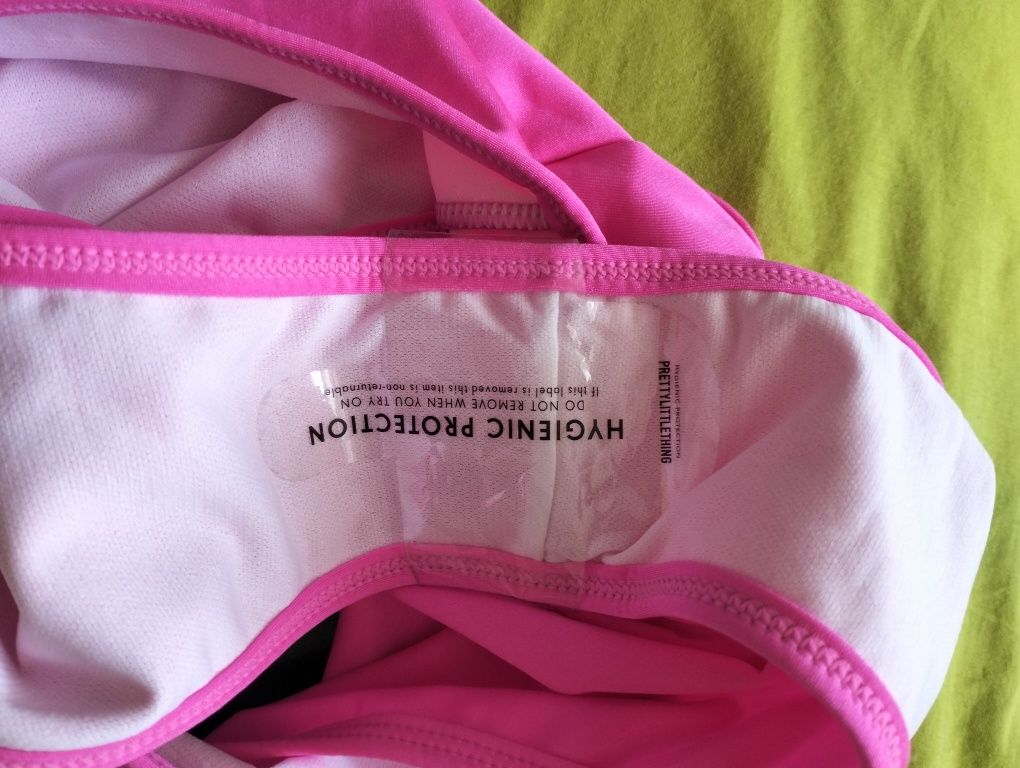 HYGIENIC PROTECTION
DO NOT REMOVE WHEN YOU TRY ON
If this label is removed this item is non-returnable
PRETTYLITTLETHING
HYGIENIC PROTECTION